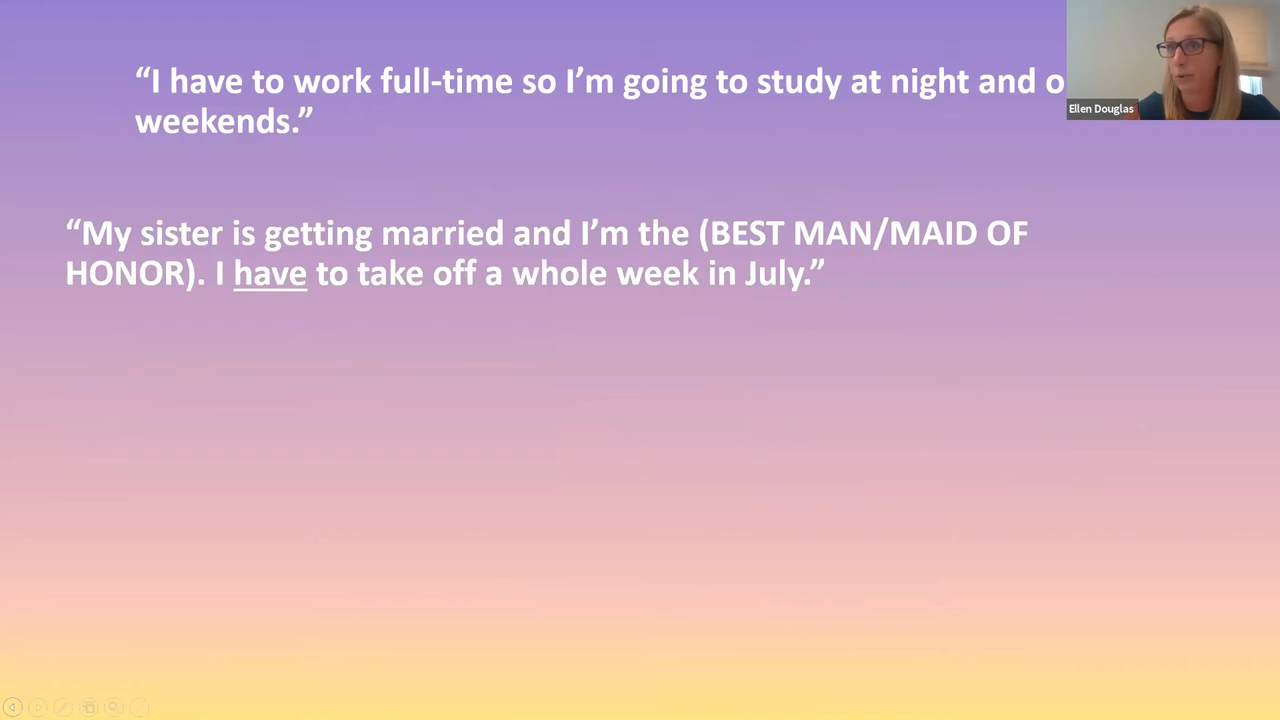 “I have to work full-time so I’m going to study at night and
weekends.”
Ellen Douglas
“My sister is getting married and I’m the (BEST MAN/MAID OF
HONOR). I have to take off a whole week in July.”